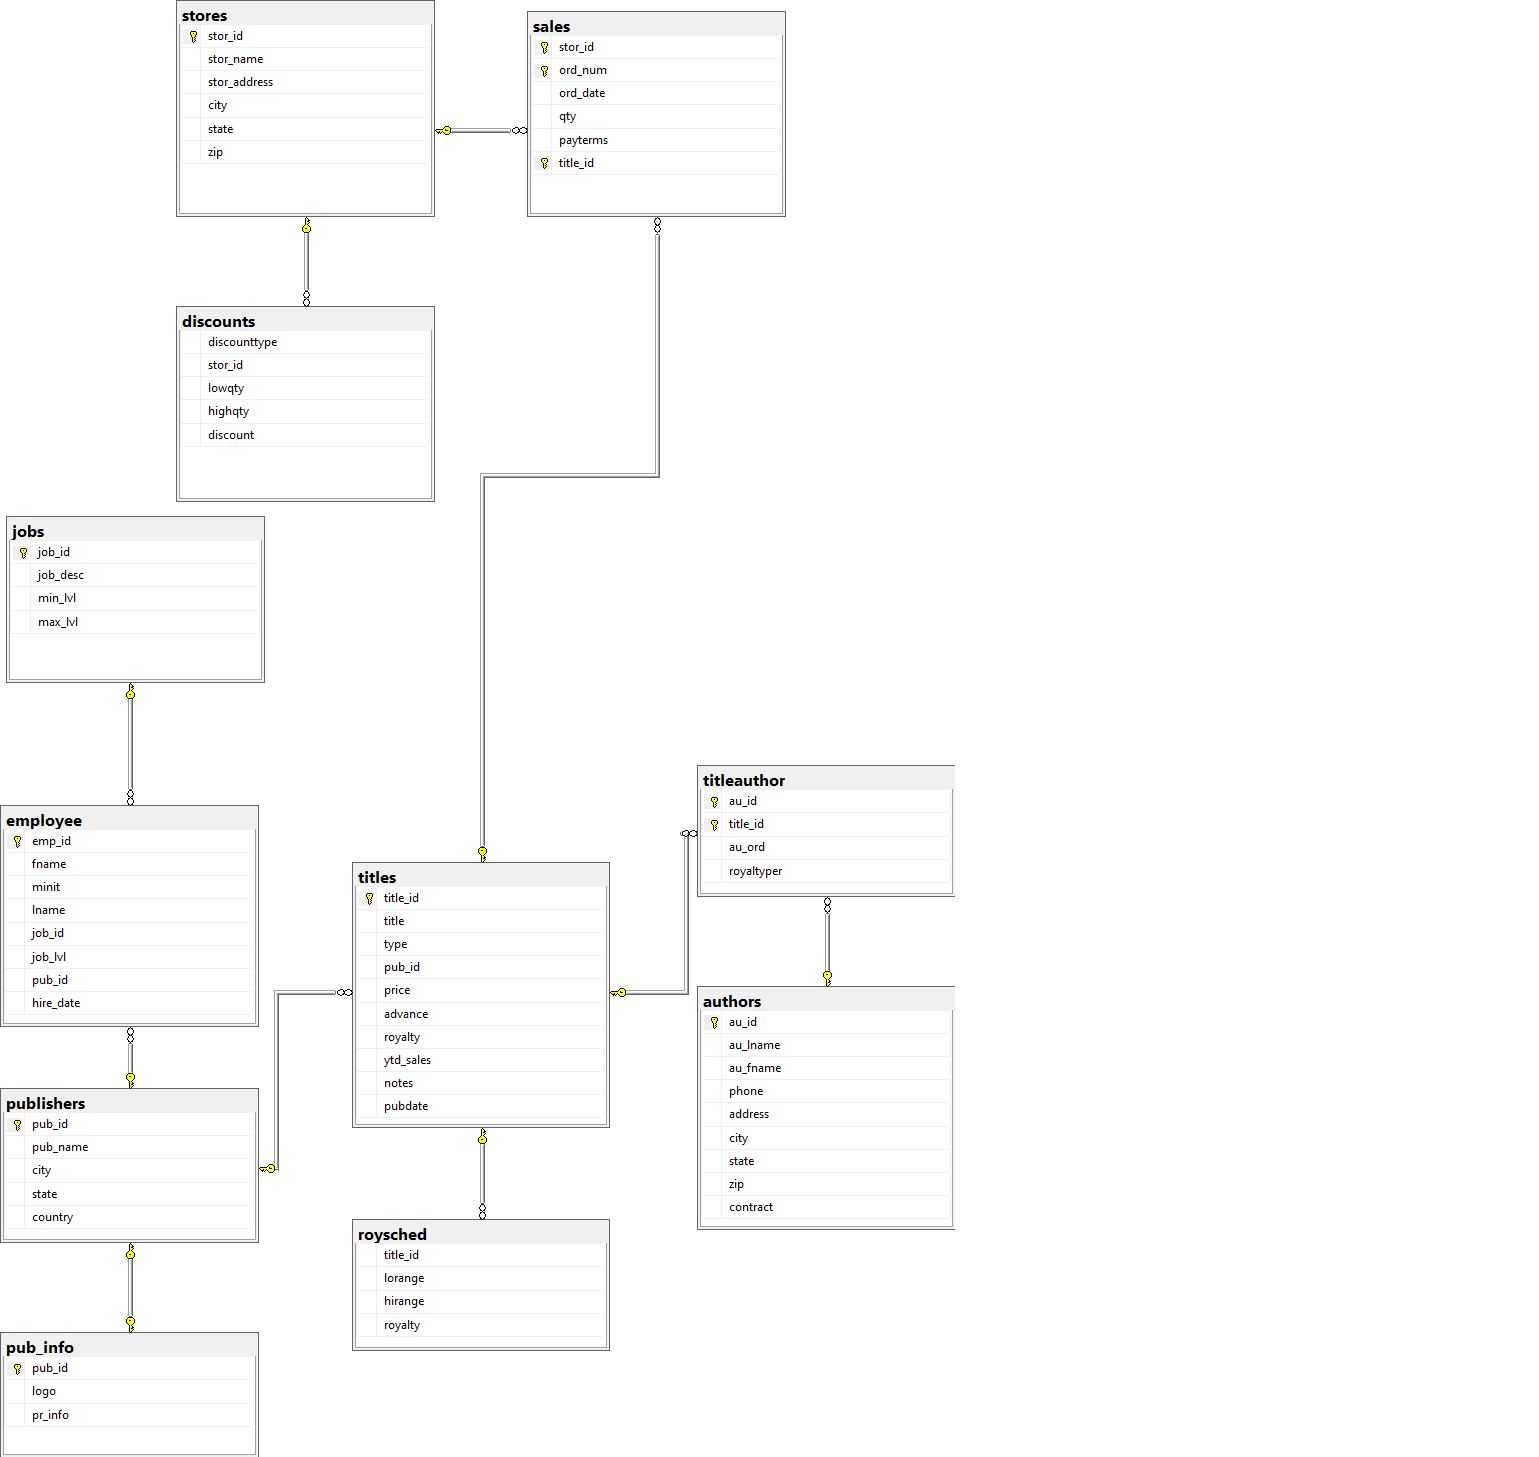 stores
stor_id
stor_name
stor_address
city
state
zip
sales
stor_id
ord_num
ord_date
qty
payterms
title_id
discounts
discounttype
stor_id
lowqty
highqty
discount
jobs
job_id
job_desc
min_lvl
max_lvl
employee
emp_id
fname
minit
lname
job_id
job_lvl
pub_id
hire_date
titles
title_id
title
type
pub_id
price
advance
royalty
ytd_sales
notes
pubdate
titleauthor
au_id
title_id
au_ord
royaltyper
authors
au_id
au_lname
au_fname
phone
address
city
state
zip
contract
publishers
pub_id
pub_name
city
state
country
roysched
title_id
lorange
hirange
royalty
pub_info
pub_id
logo
pr_info